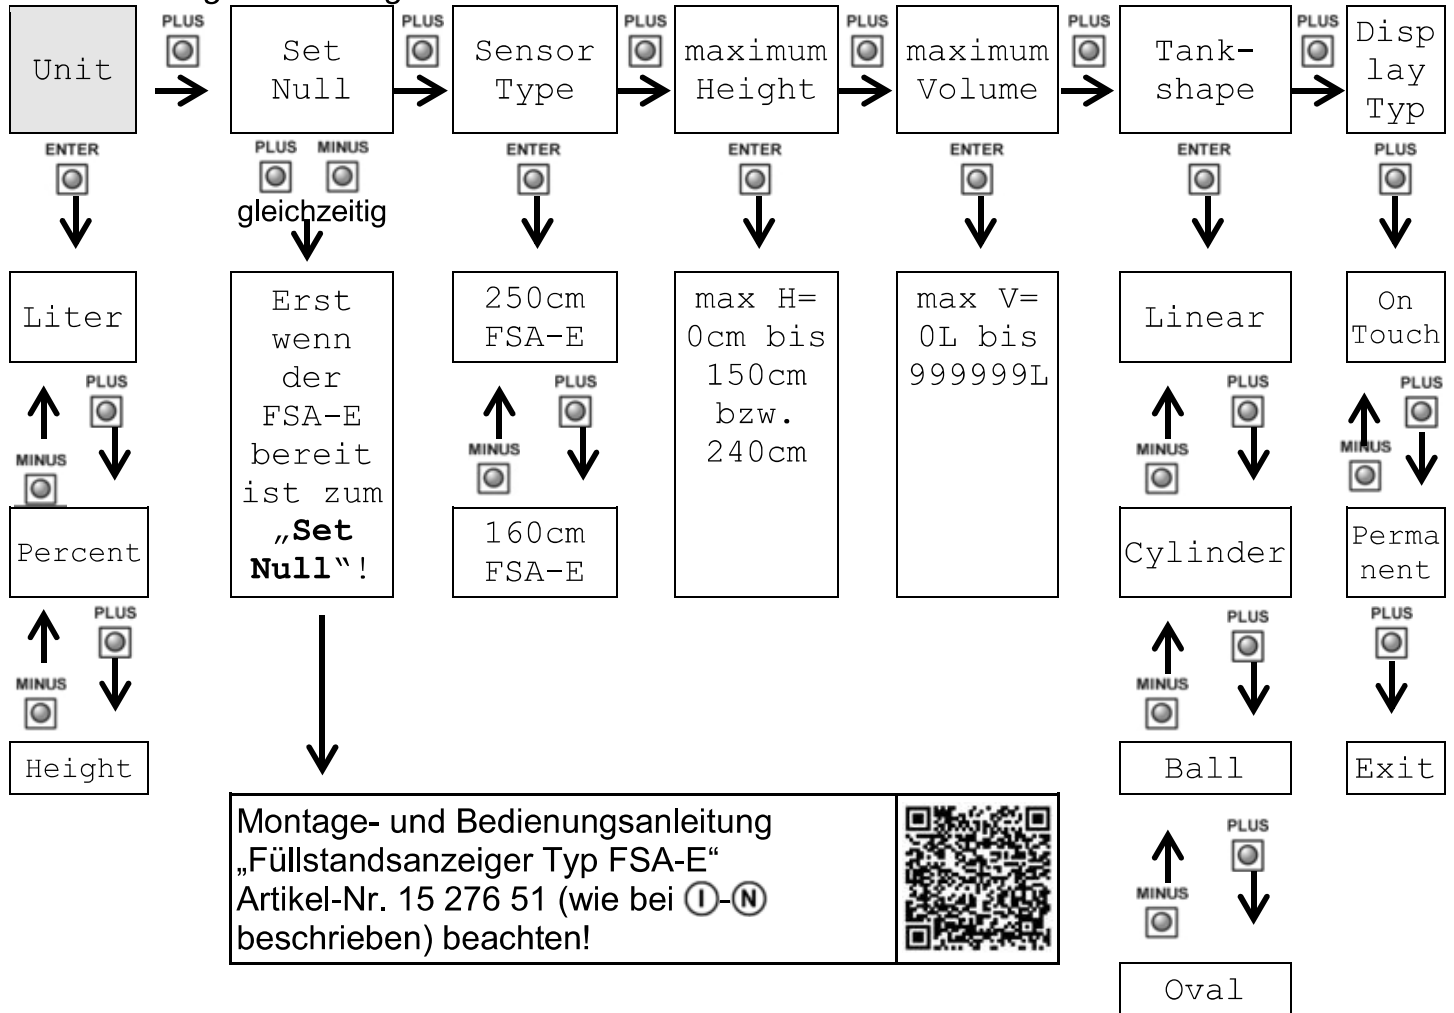 PLUS PLUS PLUS PLUS PLUS PLUS
Unit
Set
Null
Sensor
Type
maximum
Height
maximum
Volume
Tank-
shape
Disp
lay
Typ
ENTER
PLUS MINUS
gleichzeitig
ENTER
ENTER
ENTER
ENTER
PLUS
Liter
PLUS
MINUS
Percent
PLUS
MINUS
Height
Erst
wenn
der
FSA-E
bereit
ist zum
„Set
Null“!
250cm
FSA-E
PLUS
MINUS
160cm
FSA-E
max H=
0cm bis
150cm
bzw.
240cm
max V=
0L bis
999999L
Linear
PLUS
MINUS
Cylinder
PLUS
MINUS
Ball
PLUS
MINUS
Oval
On
Touch
PLUS
MINUS
Perma
nent
PLUS
Exit
Montage- und Bedienungsanleitung
„Füllstandsanzeiger Typ FSA-E“
Artikel-Nr. 15 276 51 (wie bei Ⓘ-Ⓝ
beschrieben) beachten!